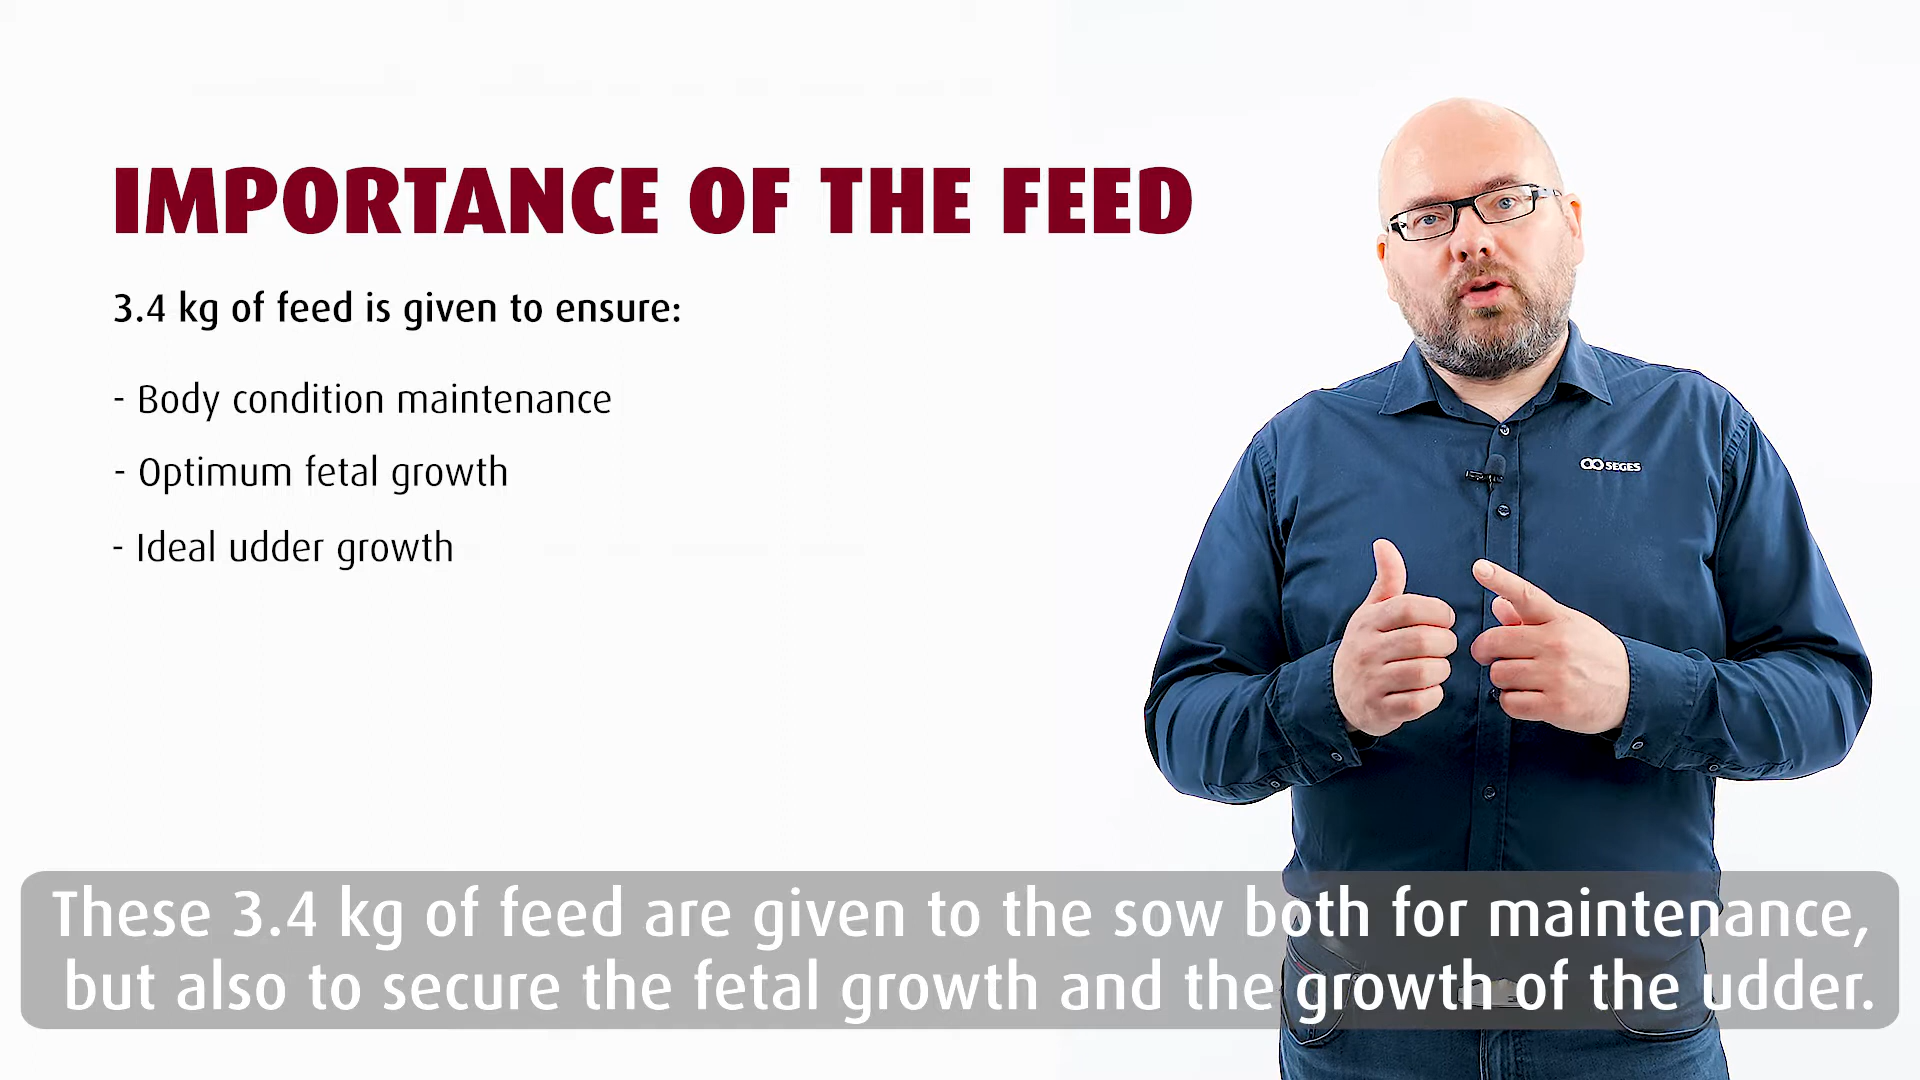 IMPORTANCE OF THE FEED
3.4 kg of feed is given to ensure:
- Body condition maintenance
- Optimum fetal growth
- Ideal udder growth
SEGES
These 3.4 kg of feed are given to the sow both for maintenance,
but also to secure the fetal growth and the growth of the udder.